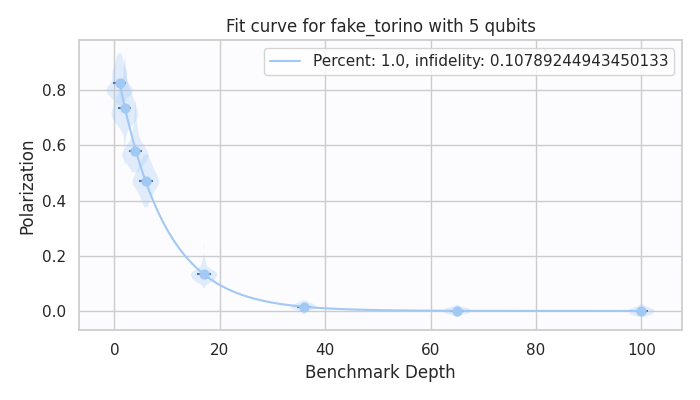 Fit curve for fake_torino with 5 qubits
Percent: 1.0, infidelity: 0.10789244943450133
Polarization
0.8
0.6
0.4
0.2
0.0
0 20 40 60 80 100
Benchmark Depth